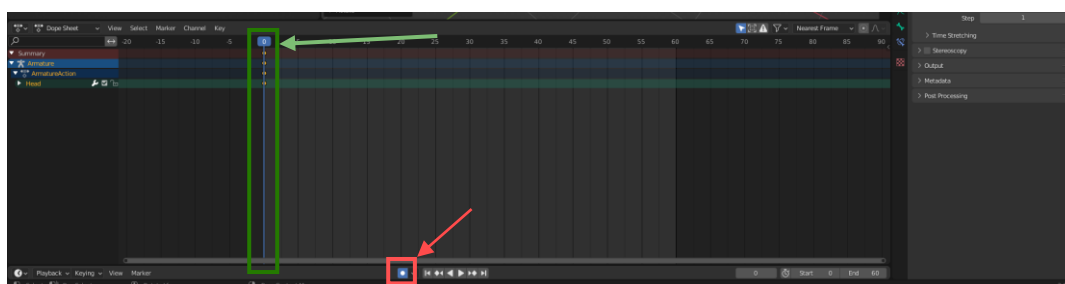 Dope Sheet View Select Marker Channel Key Nearest Frame
Step 1
-20 -15 -10 -5 0 15 20 25 30 35 40 45 50 55 60 65 70 75 80 85 90
Time Stretching
Summary
Stereoscopy
Armature
Output
ArmatureAction
Metadata
Head
Post Processing
Playback Keying View Marker 0 Start 0 End 60